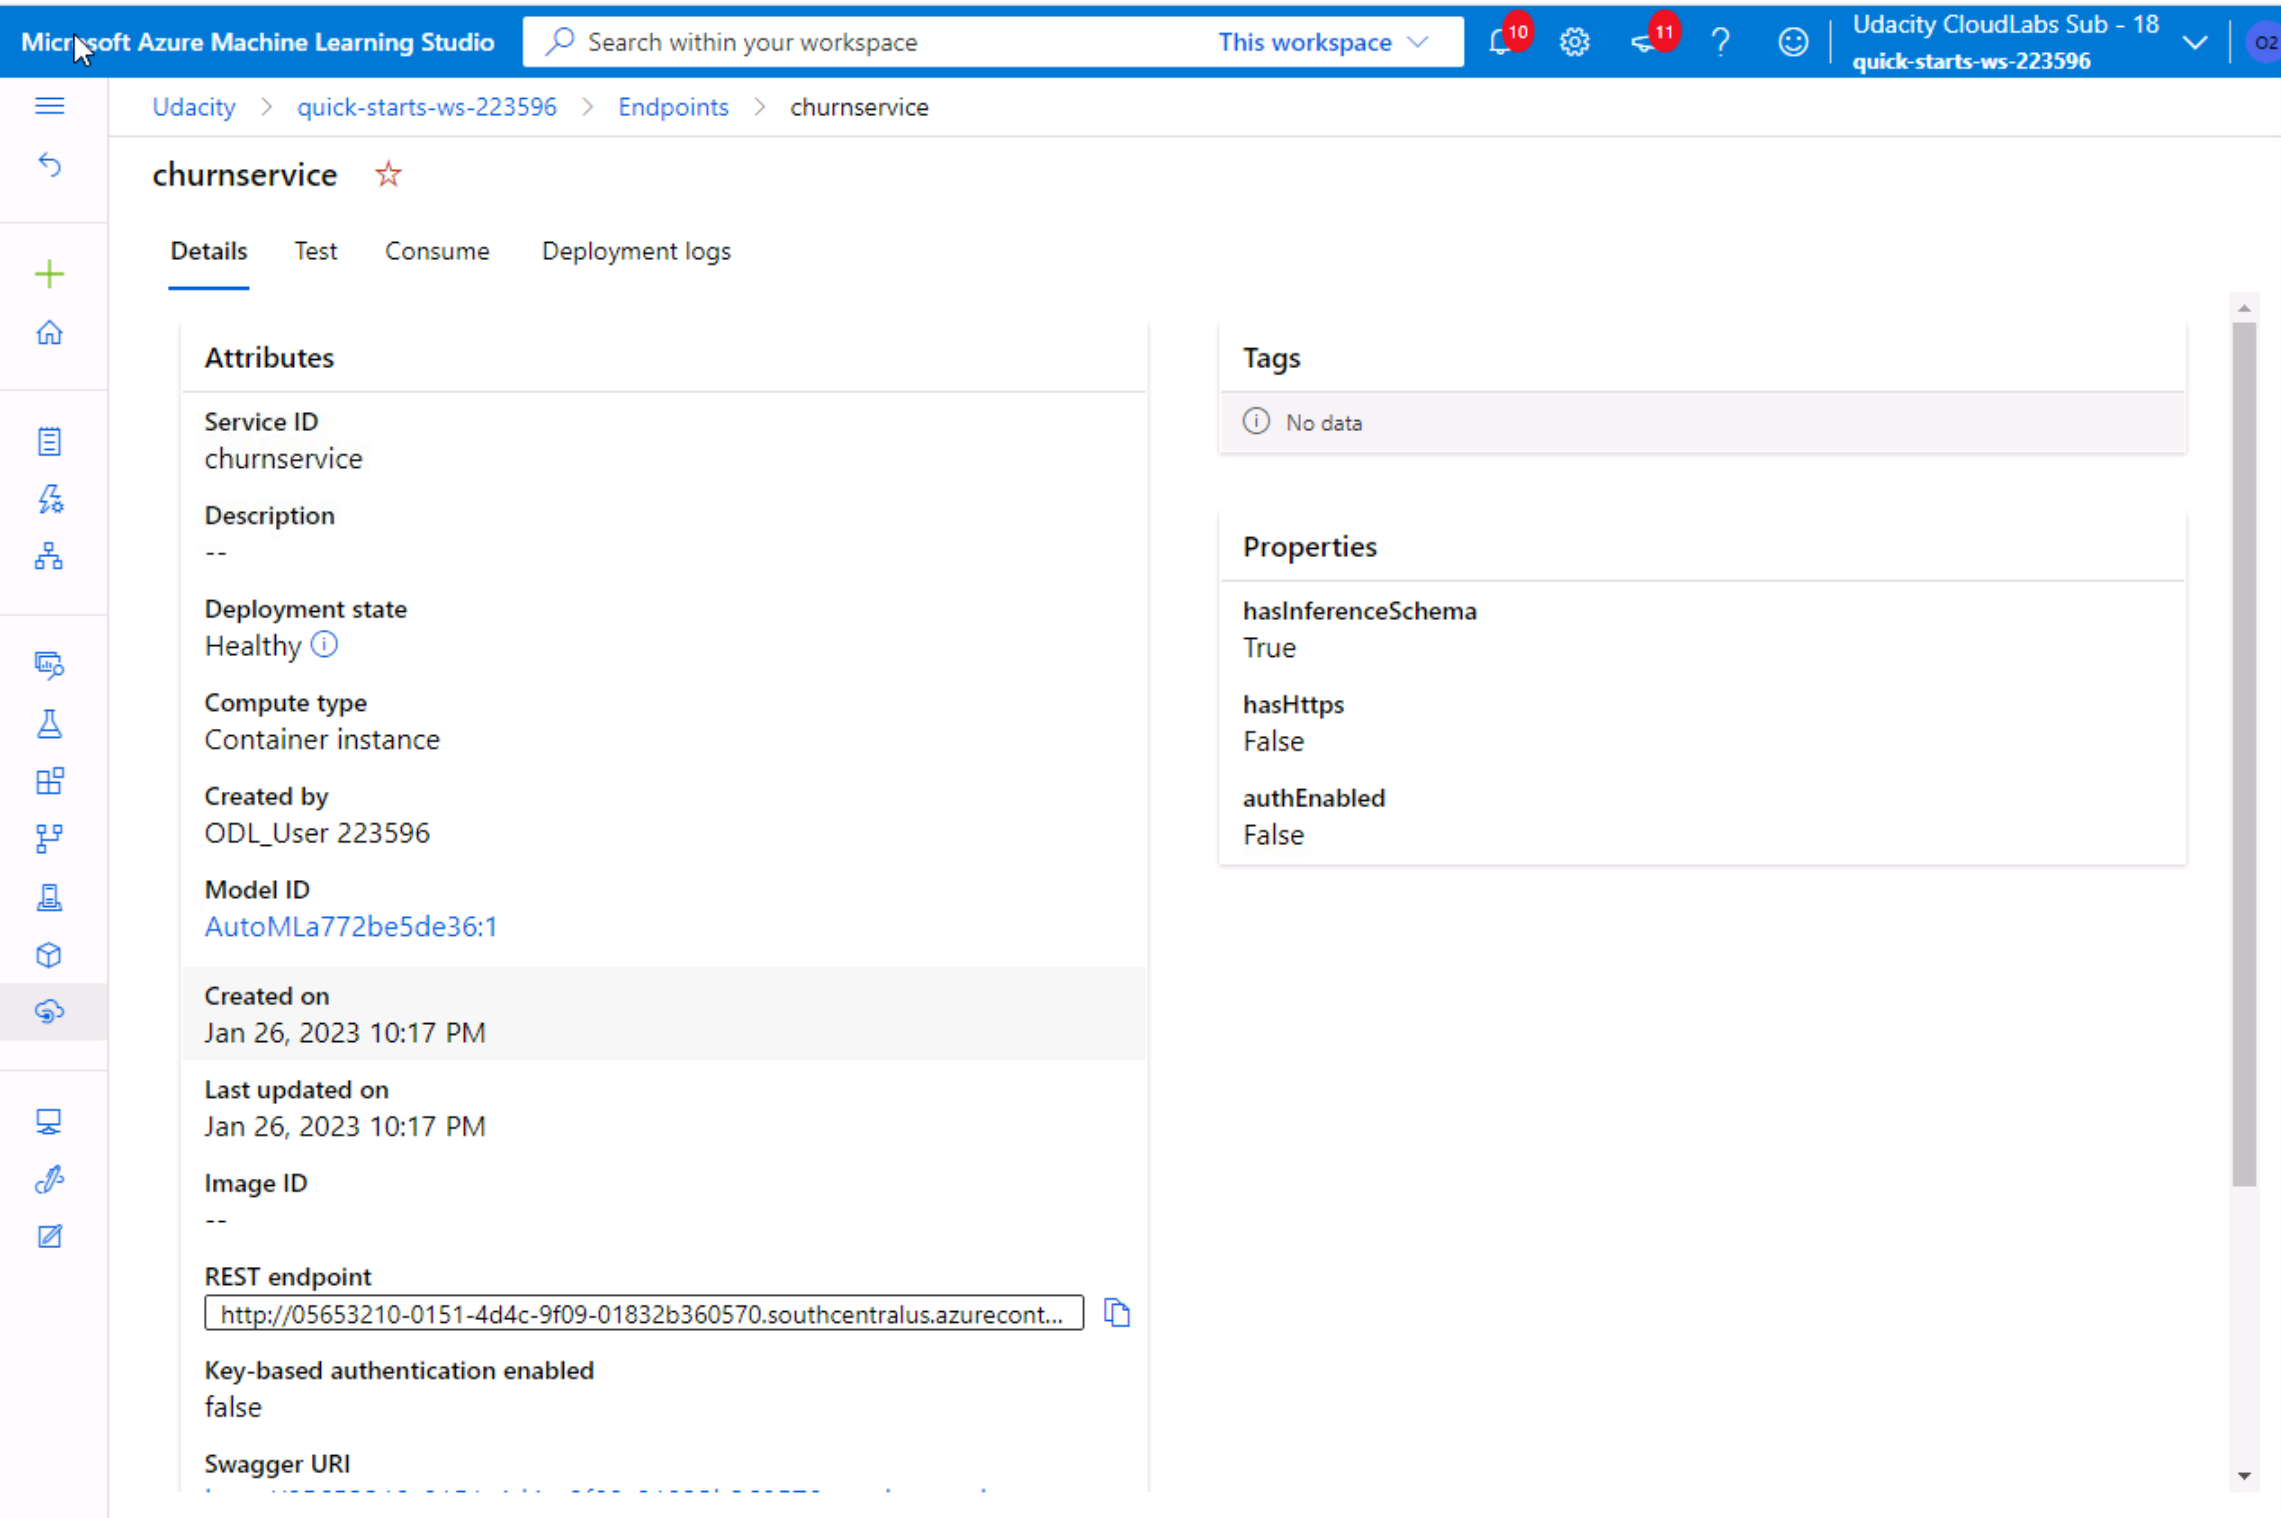 Microsoft Azure Machine Learning Studio
Search within your workspace
This workspace
10
11
?
Udacity CloudLabs Sub - 18
quick-starts-ws-223596
O2
Udacity > quick-starts-ws-223596 > Endpoints > churnservice
churnservice
Details Test Consume Deployment logs
Attributes
Service ID
churnservice
Description
--
Deployment state
Healthy
Compute type
Container instance
Created by
ODL_User 223596
Model ID
AutoMLa772be5de36:1
Created on
Jan 26, 2023 10:17 PM
Last updated on
Jan 26, 2023 10:17 PM
Image ID
--
REST endpoint
http://05653210-0151-4d4c-9f09-01832b360570.southcentralus.azurecont...
Key-based authentication enabled
false
Swagger URI
Tags
No data
Properties
hasInferenceSchema
True
hasHttps
False
authEnabled
False